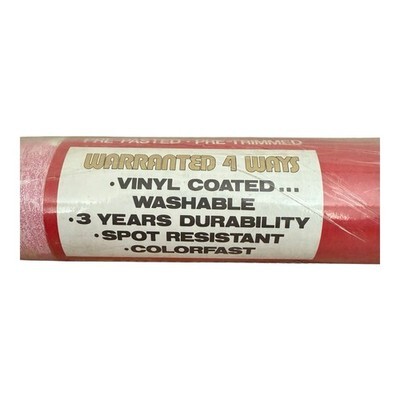 PRE-PASTED · PRE-TRIMMED
WARRANTED 4 WAYS
·VINYL COATED...
WASHABLE
·3 YEARS DURABILITY
·SPOT RESISTANT
·COLORFAST